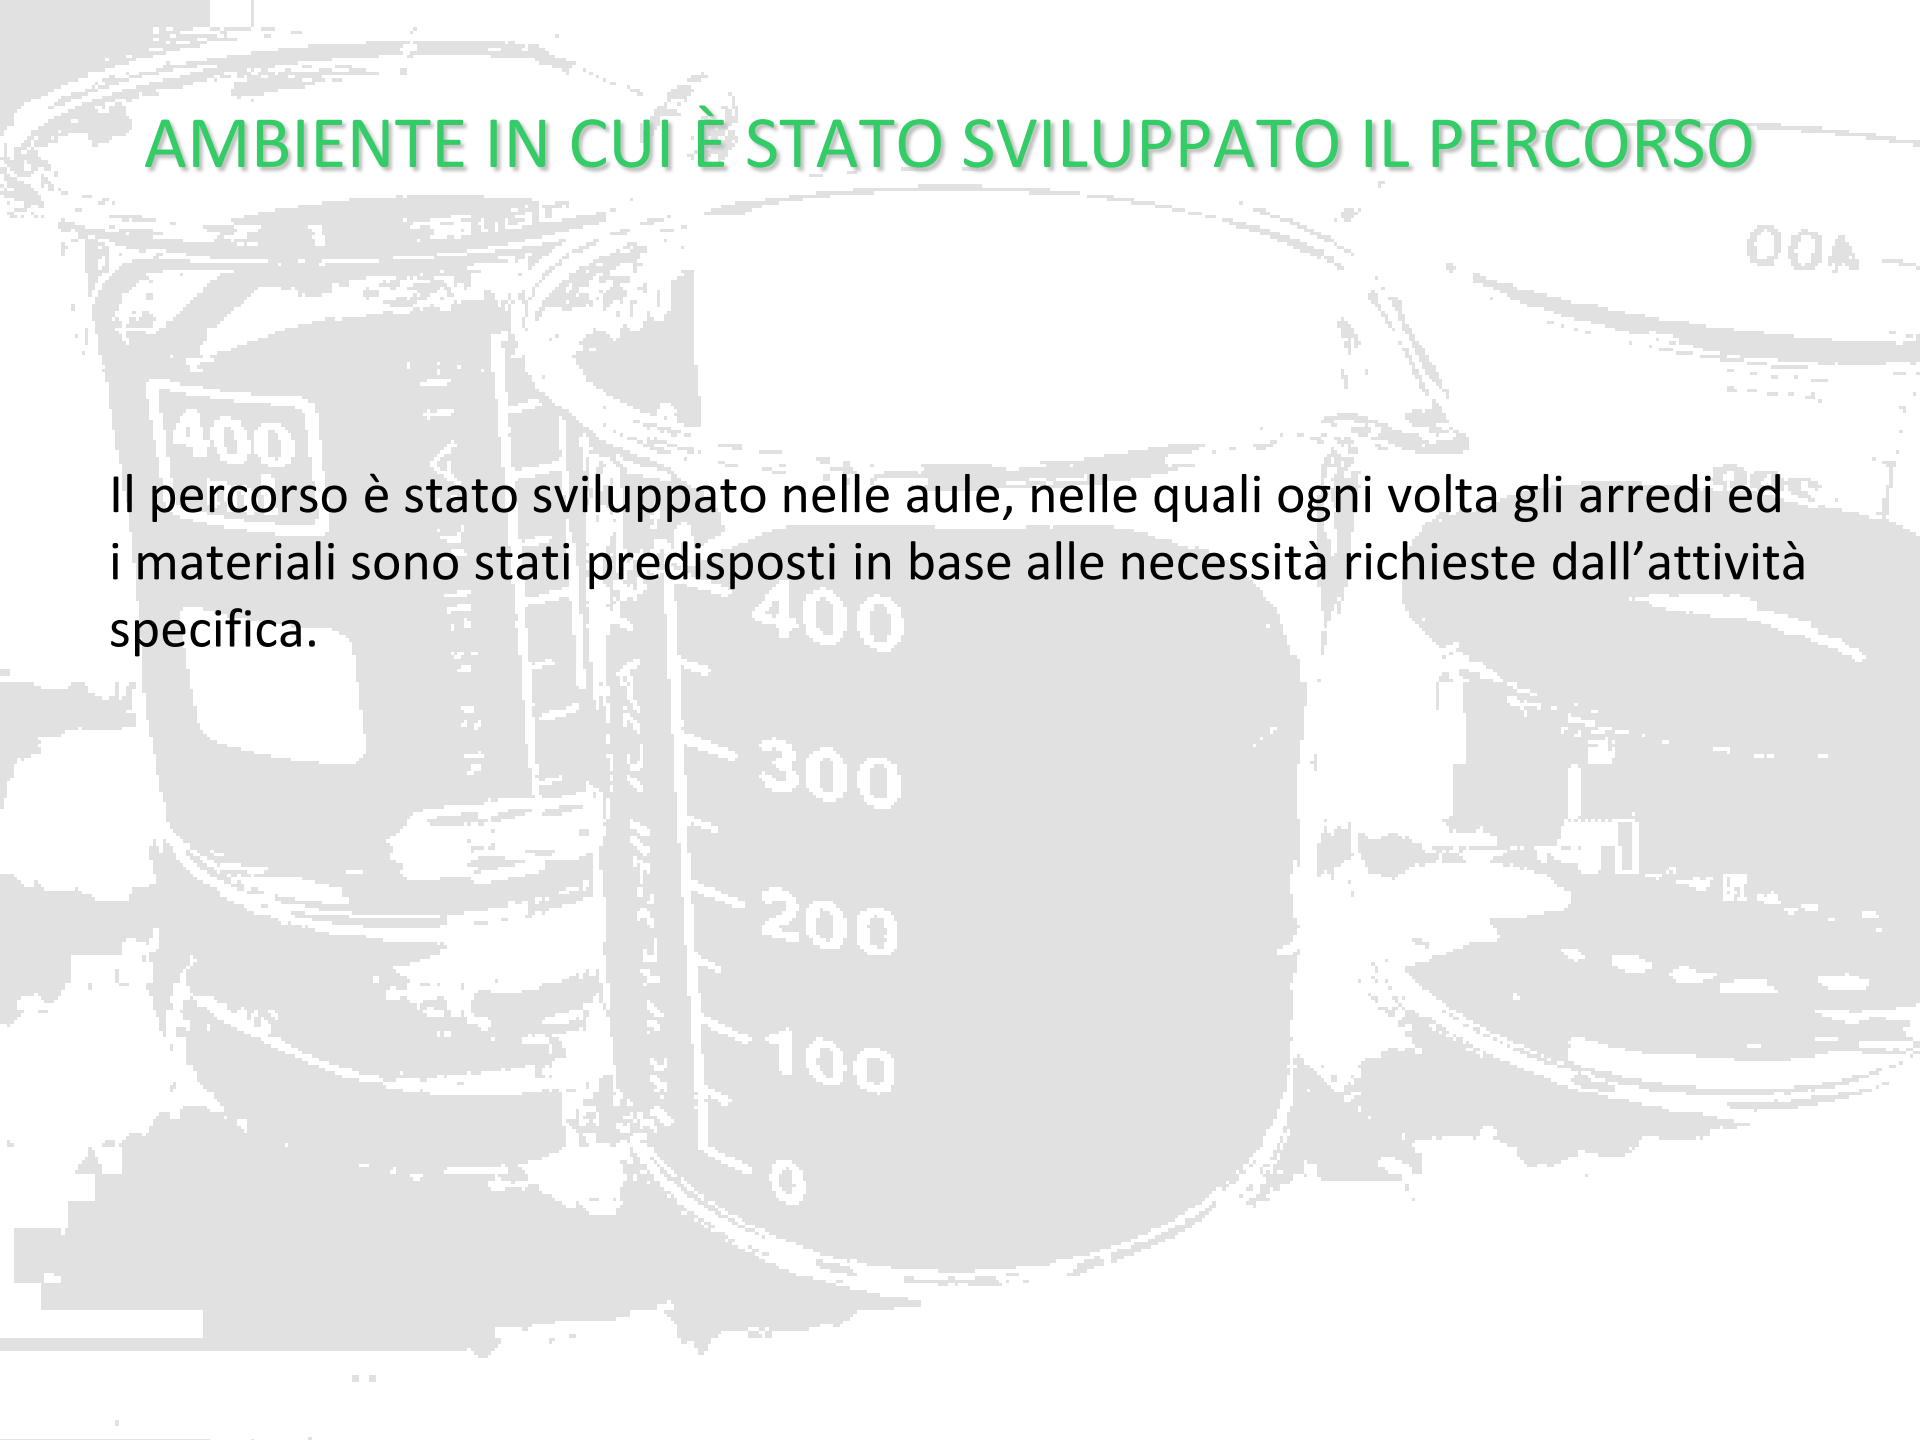 AMBIENTE IN CUI È STATO SVILUPPATO IL PERCORSO
Il percorso è stato sviluppato nelle aule, nelle quali ogni volta gli arredi ed
i materiali sono stati predisposti in base alle necessità richieste dall’attività
specifica.
400
400
300
200
100
0